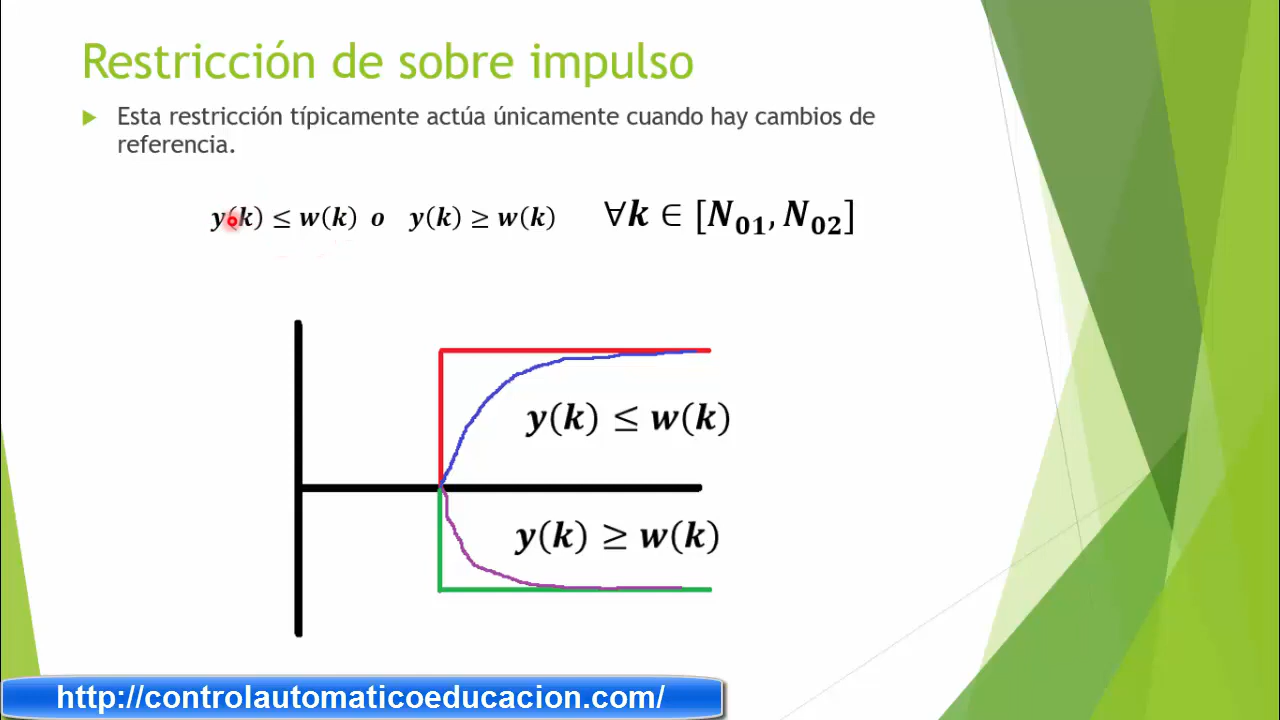 Restricción de sobre impulso
Esta restricción típicamente actúa únicamente cuando hay cambios de
referencia.
y(k) ≤ w(k) o y(k) ≥ w(k) ∀k ∈ [N₀₁, N₀₂]
y(k) ≤ w(k)
y(k) ≥ w(k)
http://controlautomaticoeducacion.com/